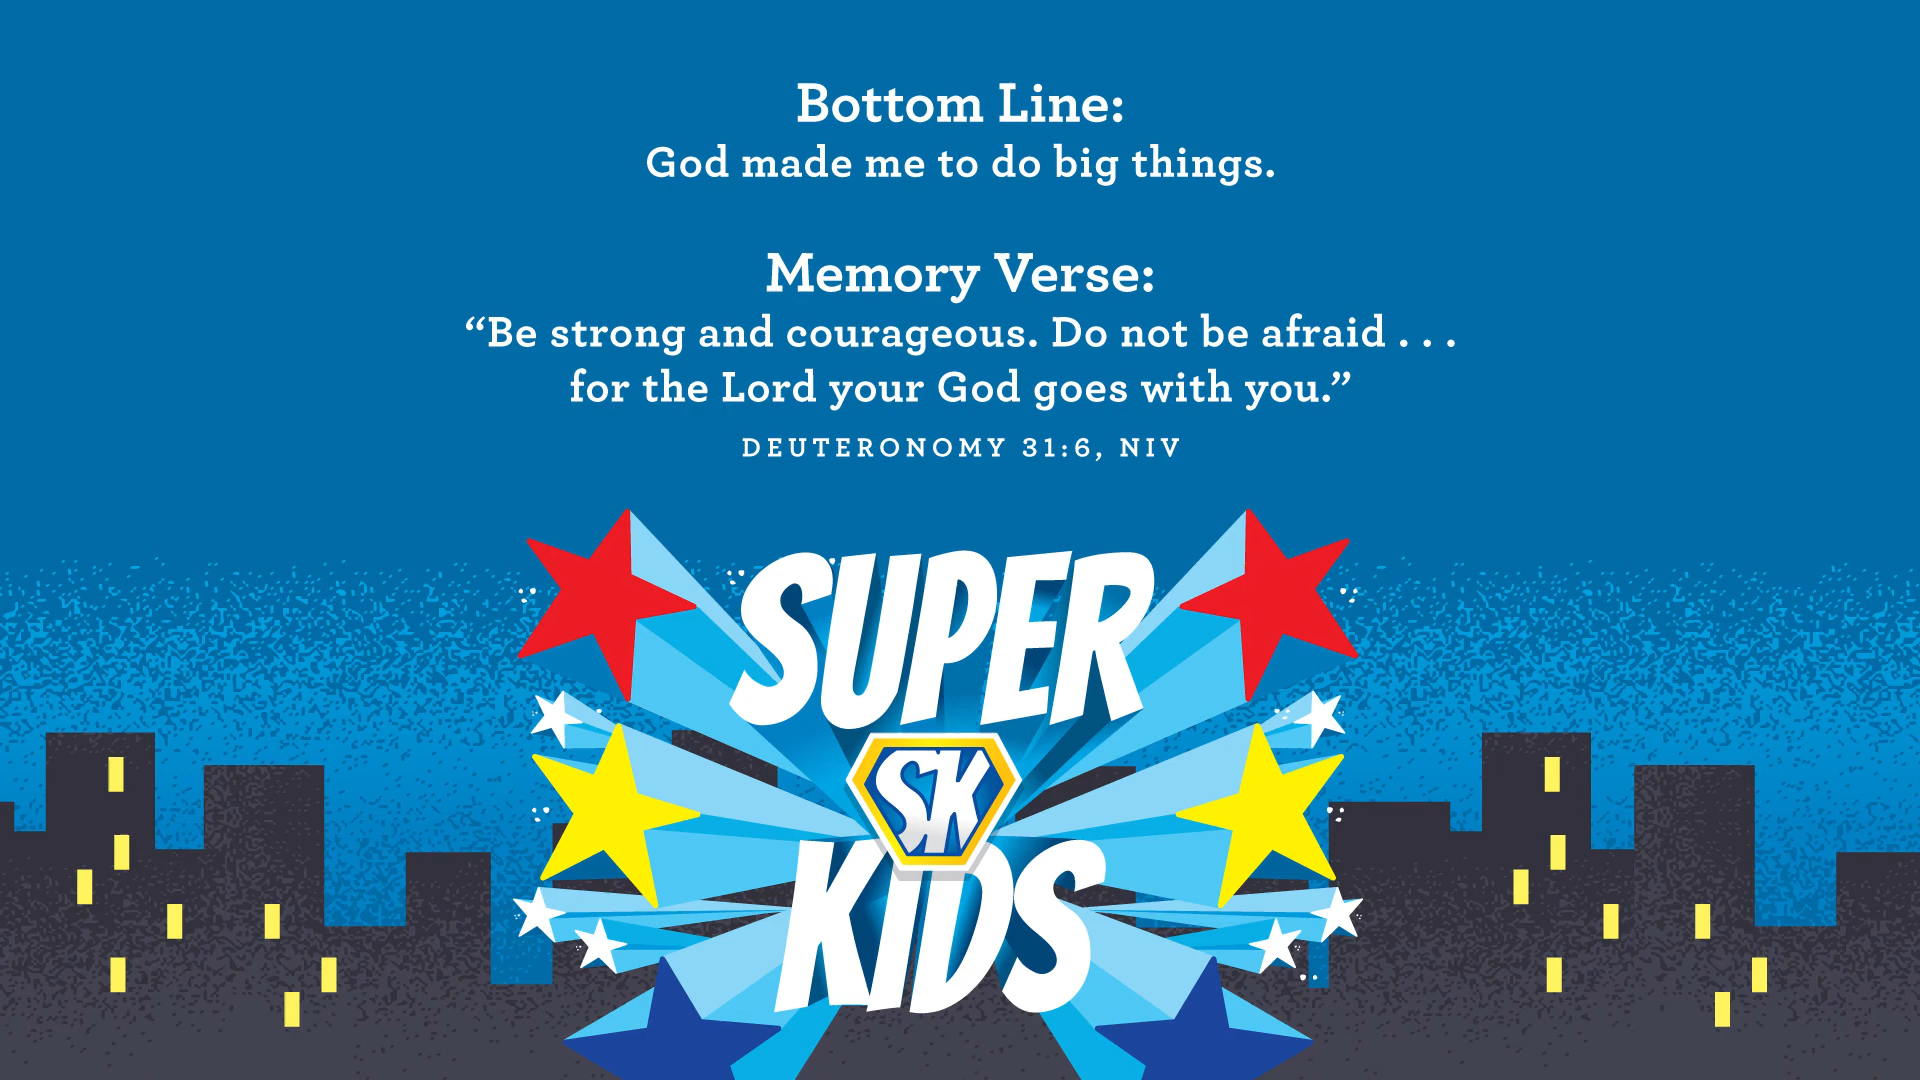 Bottom Line:
God made me to do big things.
Memory Verse:
“Be strong and courageous. Do not be afraid . . .
for the Lord your God goes with you.”
DEUTERONOMY 31:6, NIV
SUPER
SK
KIDS